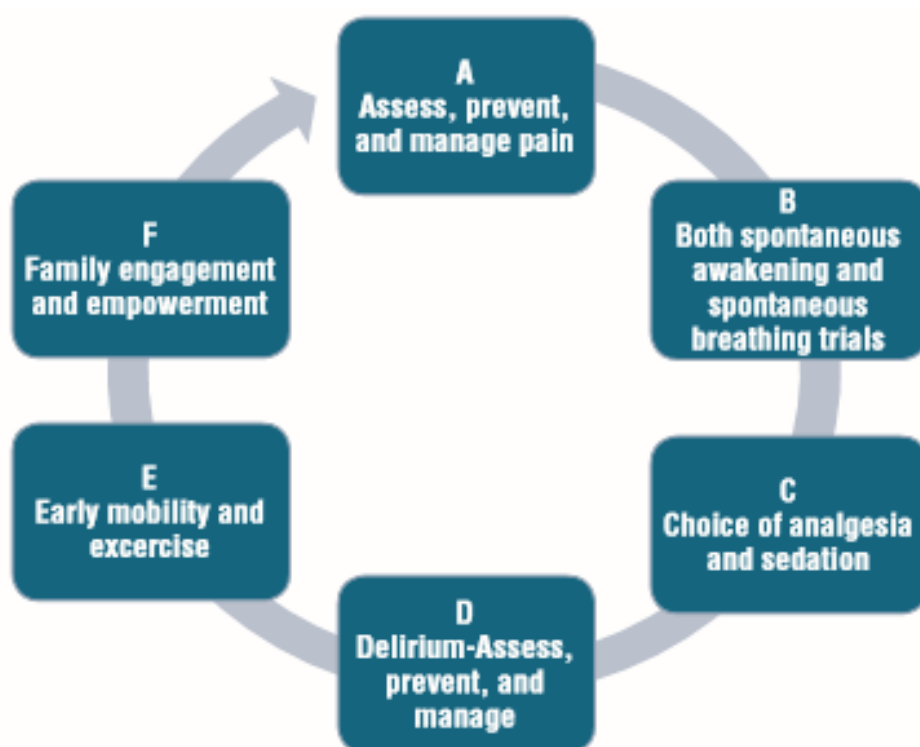 A
Assess, prevent,
and manage pain
B
Both spontaneous
awakening and
spontaneous
breathing trials
C
Choice of analgesia
and sedation
D
Delirium-Assess,
prevent, and
manage
E
Early mobility and
excercise
F
Family engagement
and empowerment